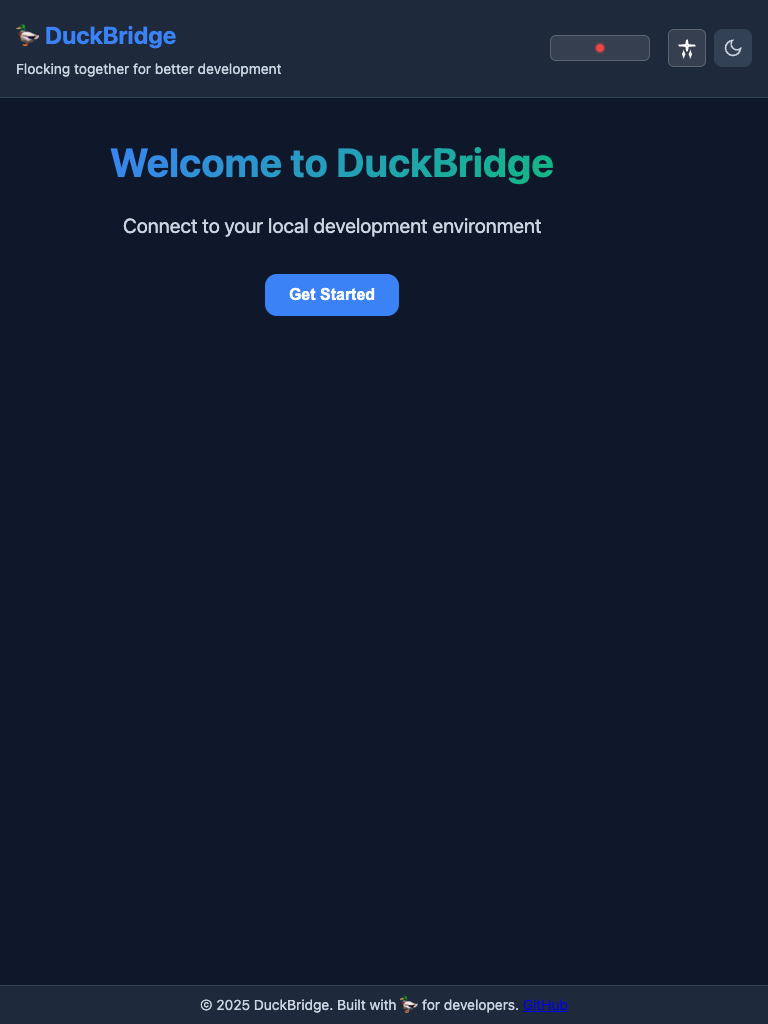 🦆 DuckBridge
Flocking together for better development
Welcome to DuckBridge
Connect to your local development environment
Get Started
© 2025 DuckBridge. Built with 🦆 for developers. GitHub